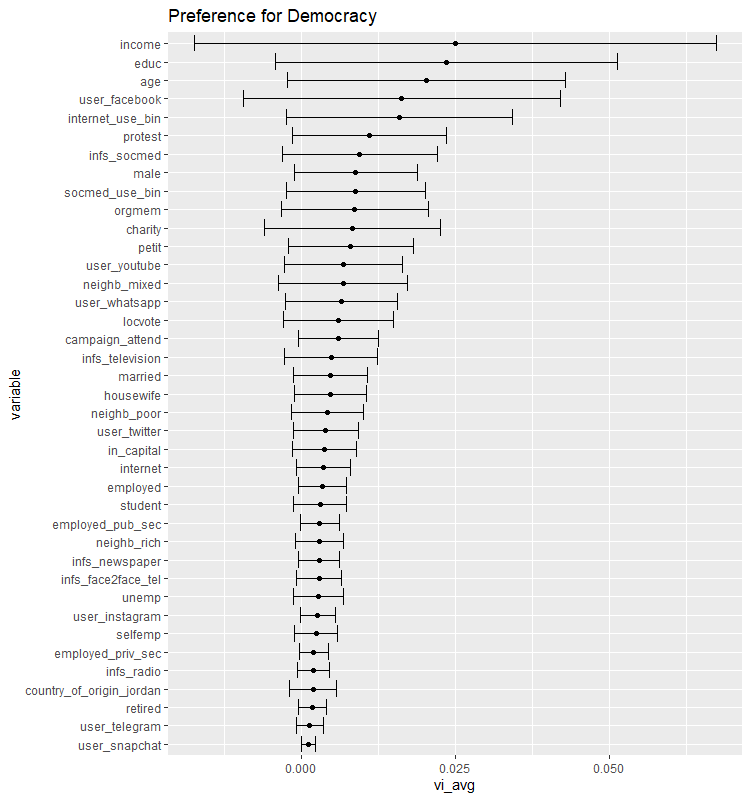 Preference for Democracy
income
educ
age
user_facebook
internet_use_bin
protest
infs_socmed
male
socmed_use_bin
orgmem
charity
petit
user_youtube
neighb_mixed
user_whatsapp
locvote
campaign_attend
infs_television
married
housewife
neighb_poor
user_twitter
in_capital
internet
employed
student
employed_pub_sec
neighb_rich
infs_newspaper
infs_face2face_tel
unemp
user_instagram
selfemp
employed_priv_sec
infs_radio
country_of_origin_jordan
retired
user_telegram
user_snapchat
variable
0.000 0.025 0.050
vi_avg